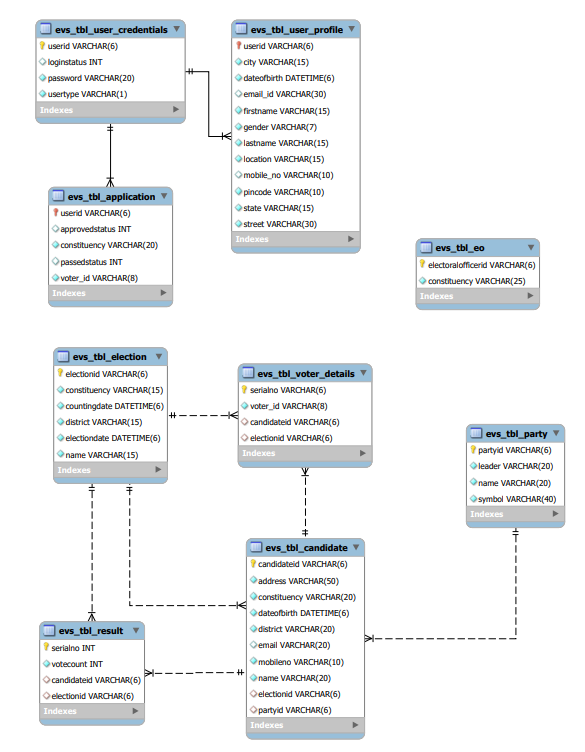 evs_tbl_user_credentials
userid VARCHAR(6)
loginstatus INT
password VARCHAR(20)
usertype VARCHAR(1)
Indexes
evs_tbl_user_profile
userid VARCHAR(6)
city VARCHAR(15)
dateofbirth DATETIME(6)
email_id VARCHAR(30)
firstname VARCHAR(15)
gender VARCHAR(7)
lastname VARCHAR(15)
location VARCHAR(15)
mobile_no VARCHAR(10)
pincode VARCHAR(10)
state VARCHAR(15)
street VARCHAR(30)
Indexes
evs_tbl_application
userid VARCHAR(6)
approvedstatus INT
constituency VARCHAR(20)
passedstatus INT
voter_id VARCHAR(8)
Indexes
evs_tbl_eo
electoralofficerid VARCHAR(6)
constituency VARCHAR(25)
Indexes
evs_tbl_election
electionid VARCHAR(6)
constituency VARCHAR(15)
countingdate DATETIME(6)
district VARCHAR(15)
electiondate DATETIME(6)
name VARCHAR(15)
Indexes
evs_tbl_voter_details
serialno VARCHAR(6)
voter_id VARCHAR(8)
candidateid VARCHAR(6)
electionid VARCHAR(6)
Indexes
evs_tbl_party
partyid VARCHAR(6)
leader VARCHAR(20)
name VARCHAR(20)
symbol VARCHAR(40)
Indexes
evs_tbl_candidate
candidateid VARCHAR(6)
address VARCHAR(50)
constituency VARCHAR(20)
dateofbirth DATETIME(6)
district VARCHAR(20)
email VARCHAR(20)
mobileno VARCHAR(10)
name VARCHAR(20)
electionid VARCHAR(6)
partyid VARCHAR(6)
Indexes
evs_tbl_result
serialno INT
votecount INT
candidateid VARCHAR(6)
electionid VARCHAR(6)
Indexes